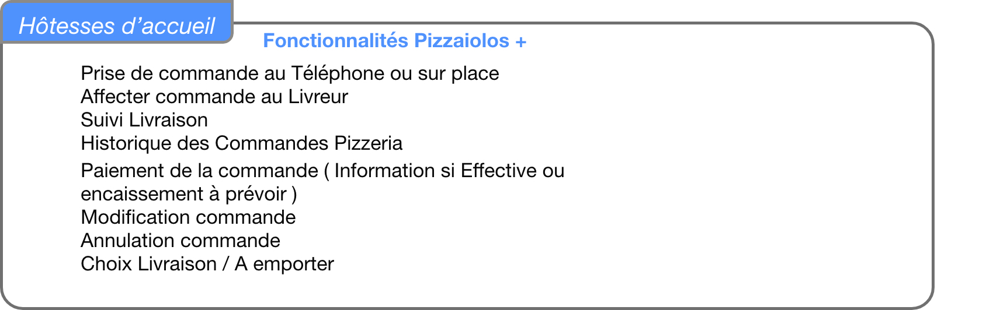 Hôtesses d’accueil
Fonctionnalités Pizzaiolos +
Prise de commande au Téléphone ou sur place
Affecter commande au Livreur
Suivi Livraison
Historique des Commandes Pizzeria
Paiement de la commande ( Information si Effective ou
encaissement à prévoir )
Modification commande
Annulation commande
Choix Livraison / A emporter